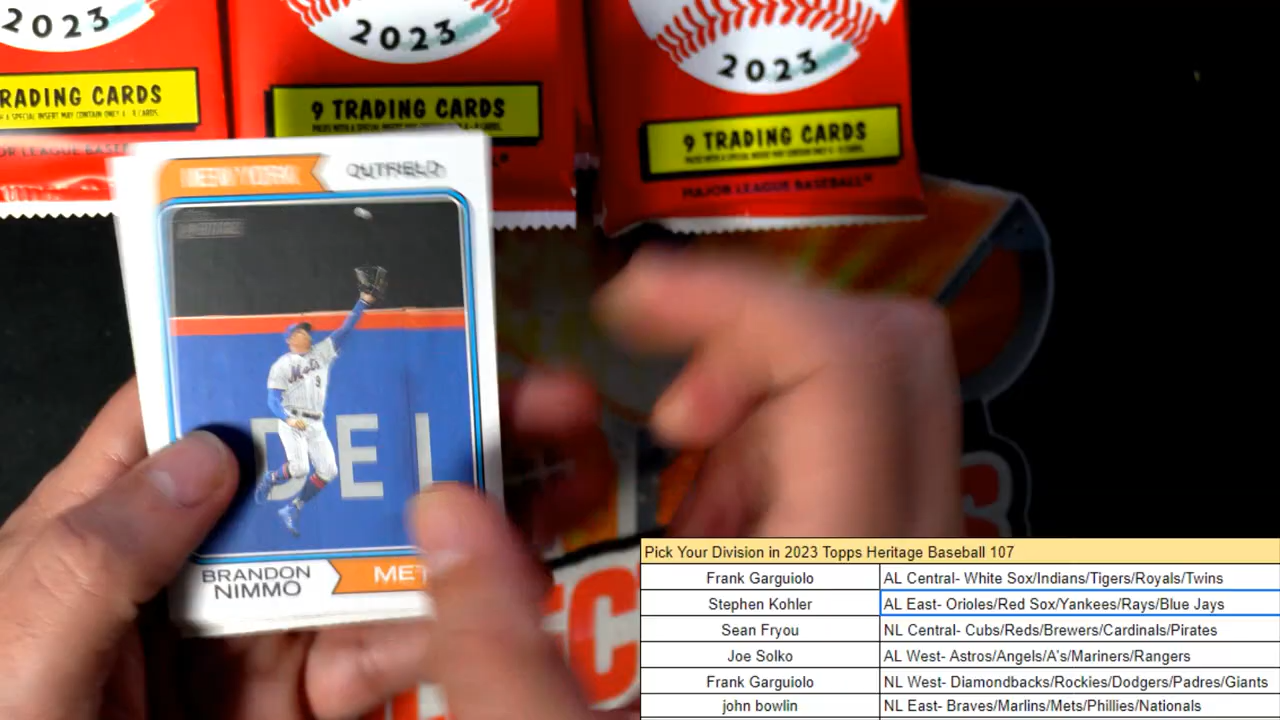 2023
2023
2023
RADING CARDS
9 TRADING CARDS
9 TRADING CARDS
MAJOR LEAGUE BASEBALL
OUTFIELD
Mets
9
DEL
BRANDON
NIMMO
MET
Pick Your Division in 2023 Topps Heritage Baseball 107
Frank Garguiolo AL Central- White Sox/Indians/Tigers/Royals/Twins
Stephen Kohler AL East- Orioles/Red Sox/Yankees/Rays/Blue Jays
Sean Fryou NL Central- Cubs/Reds/Brewers/Cardinals/Pirates
Joe Solko AL West- Astros/Angels/A's/Mariners/Rangers
Frank Garguiolo NL West- Diamondbacks/Rockies/Dodgers/Padres/Giants
john bowlin NL East- Braves/Marlins/Mets/Phillies/Nationals